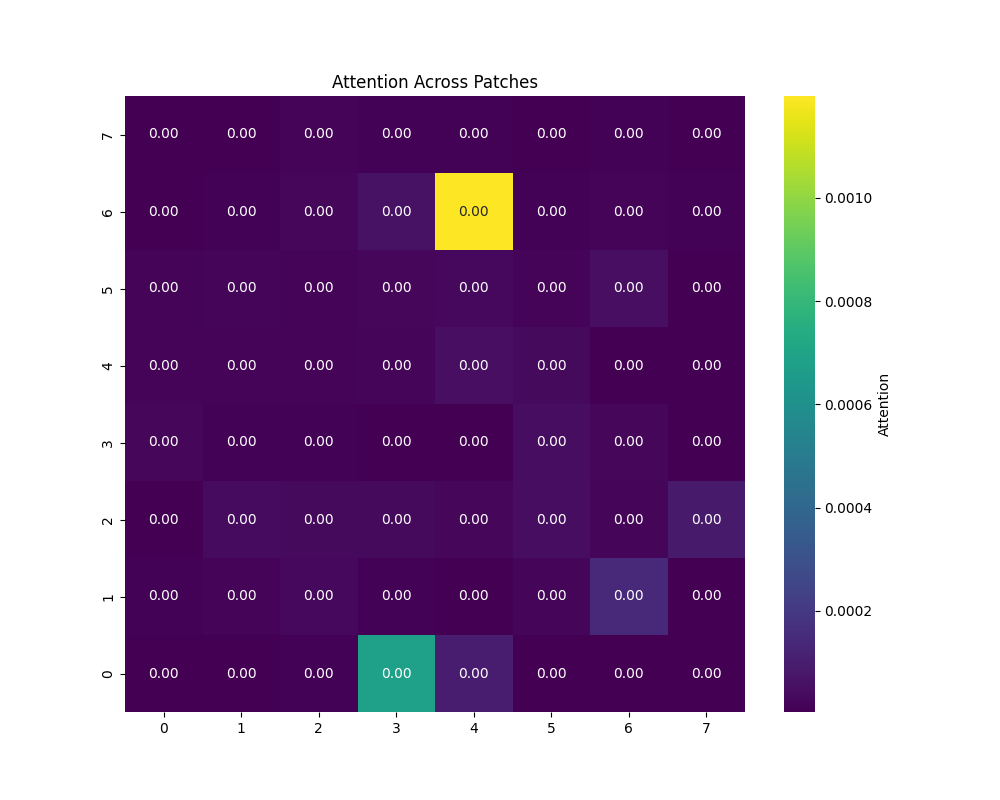 Attention Across Patches
7 0.00 0.00 0.00 0.00 0.00 0.00 0.00 0.00
6 0.00 0.00 0.00 0.00 0.00 0.00 0.00 0.00
5 0.00 0.00 0.00 0.00 0.00 0.00 0.00 0.00
4 0.00 0.00 0.00 0.00 0.00 0.00 0.00 0.00
3 0.00 0.00 0.00 0.00 0.00 0.00 0.00 0.00
2 0.00 0.00 0.00 0.00 0.00 0.00 0.00 0.00
1 0.00 0.00 0.00 0.00 0.00 0.00 0.00 0.00
0 0.00 0.00 0.00 0.00 0.00 0.00 0.00 0.00
0 1 2 3 4 5 6 7
0.0010
0.0008
0.0006
0.0004
0.0002
Attention